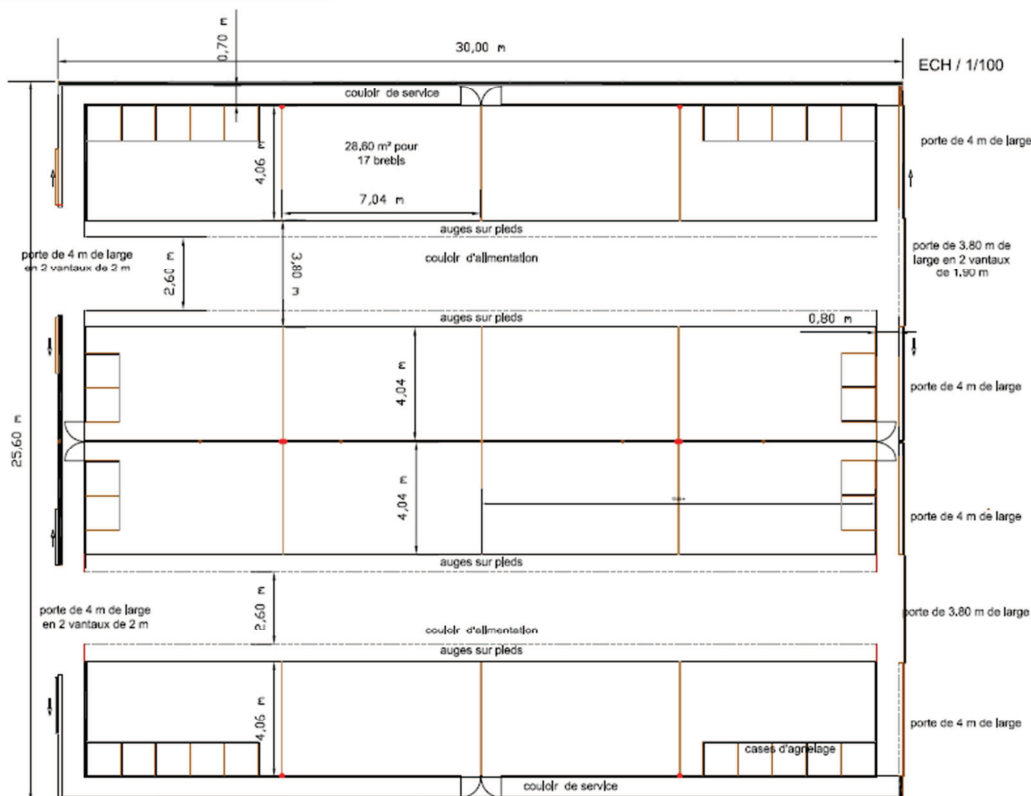 0,70 m
30,00 m
ECH / 1/100
couloir de service
porte de 4 m de large
28,60 m² pour
17 brebis
4,06 m
7,04 m
auges sur pieds
porte de 4 m de large
en 2 vantaux de 2 m
couloir d'alimentation
porte de 3.80 m de
large en 2 vantaux
de 1.90 m
2,60 m
3,80 m
auges sur pieds
0,80 m
4,04 m
porte de 4 m de large
25,60 m
4,04 m
porte de 4 m de large
auges sur pieds
2,60 m
porte de 4 m de large
en 2 vantaux de 2 m
porte de 3.80 m de large
couloir d'alimentation
auges sur pieds
4,06 m
porte de 4 m de large
cases d'agnelage
couloir de service